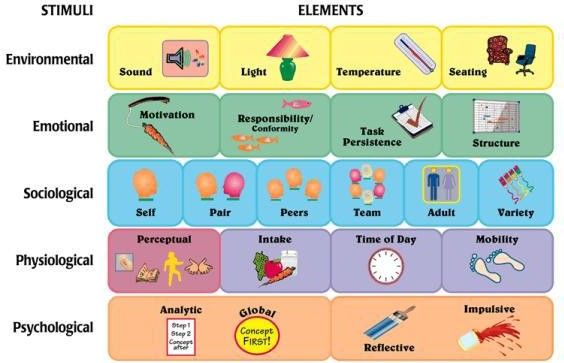 STIMULI
ELEMENTS
Environmental
Sound
Light
Temperature
Seating
Emotional
Motivation
Responsibility/
Conformity
Task
Persistence
Structure
Sociological
Self
Pair
Peers
Team
Adult
Variety
Physiological
Perceptual
Intake
Time of Day
Mobility
Psychological
Analytic
Step 1
Step 2
Concept
after
Global
Concept
FIRST!
Reflective
Impulsive